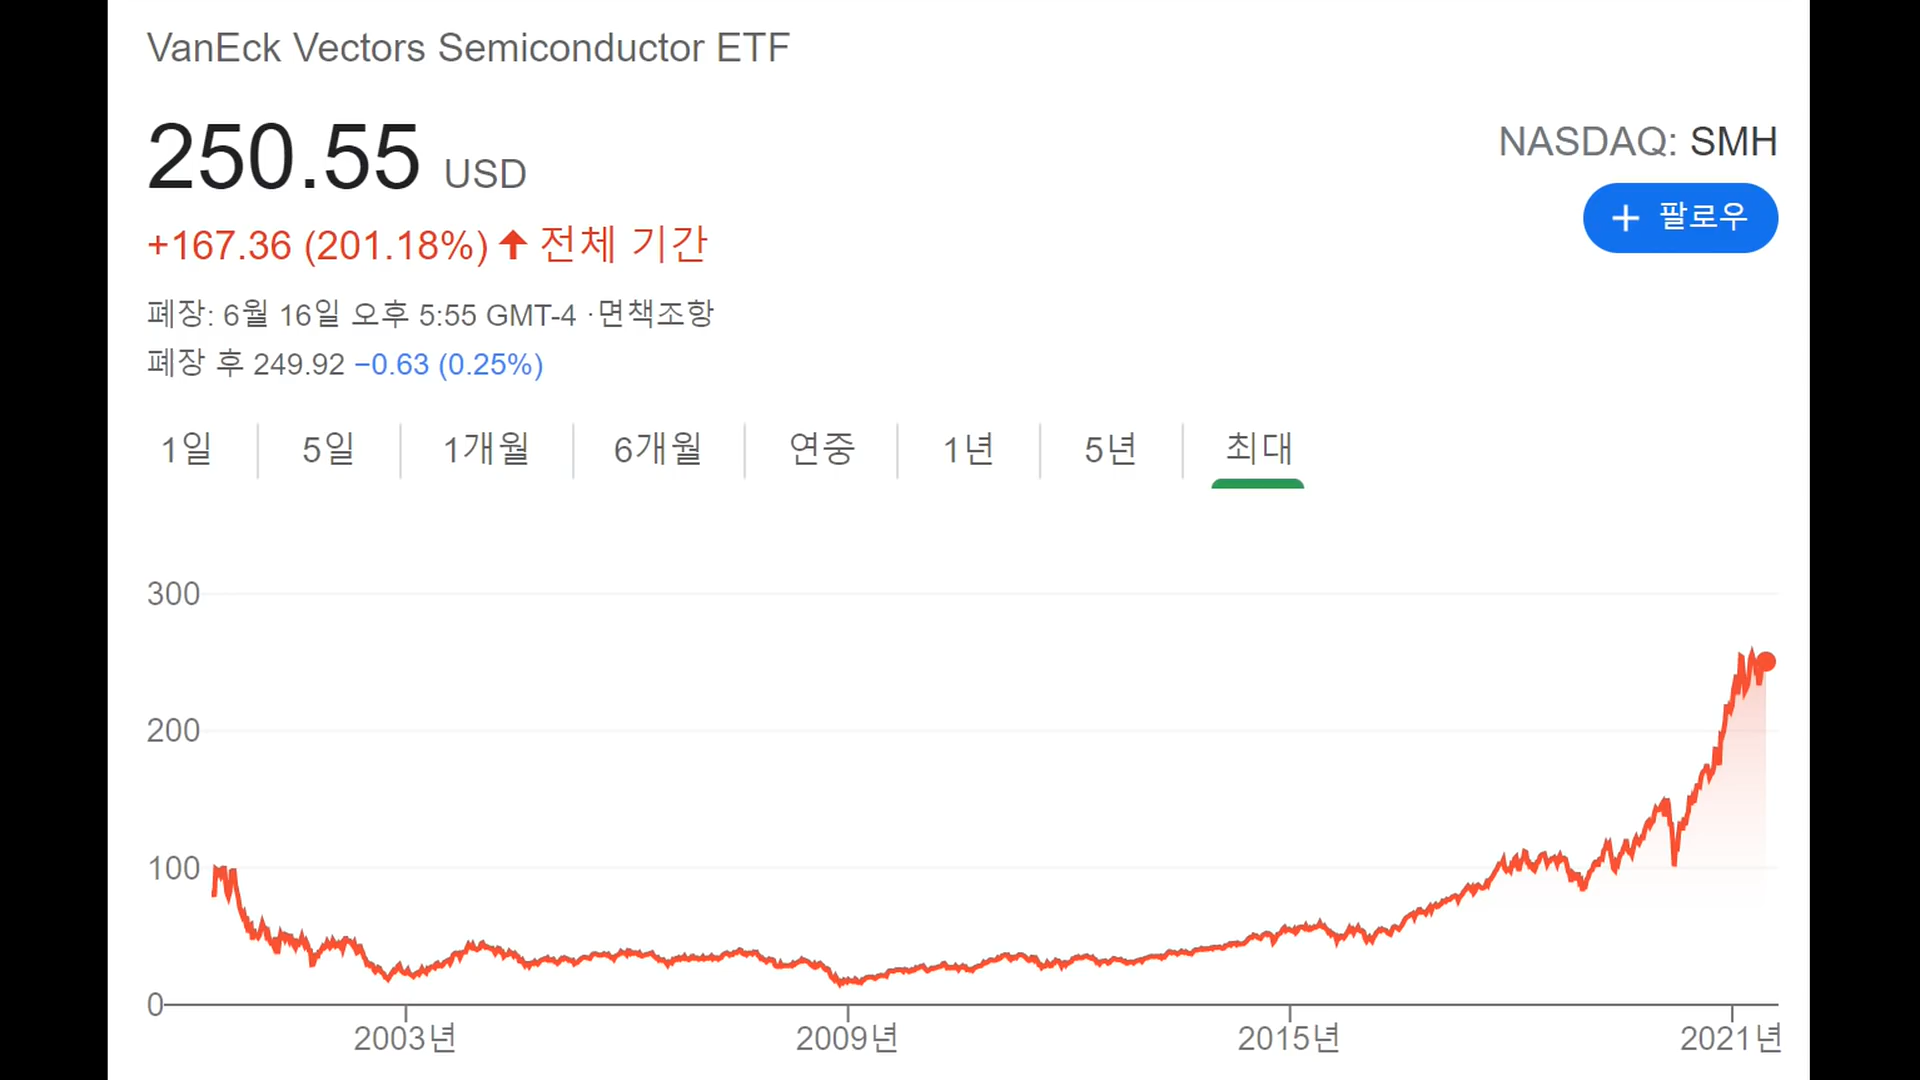 VanEck Vectors Semiconductor ETF
250.55 USD
NASDAQ: SMH
+ 팔로우
+167.36 (201.18%) ↑ 전체 기간
폐장: 6월 16일 오후 5:55 GMT-4 ·면책조항
폐장 후 249.92 −0.63 (0.25%)
1일 5일 1개월 6개월 연중 1년 5년 최대
300
200
100
0
2003년 2009년 2015년 2021년